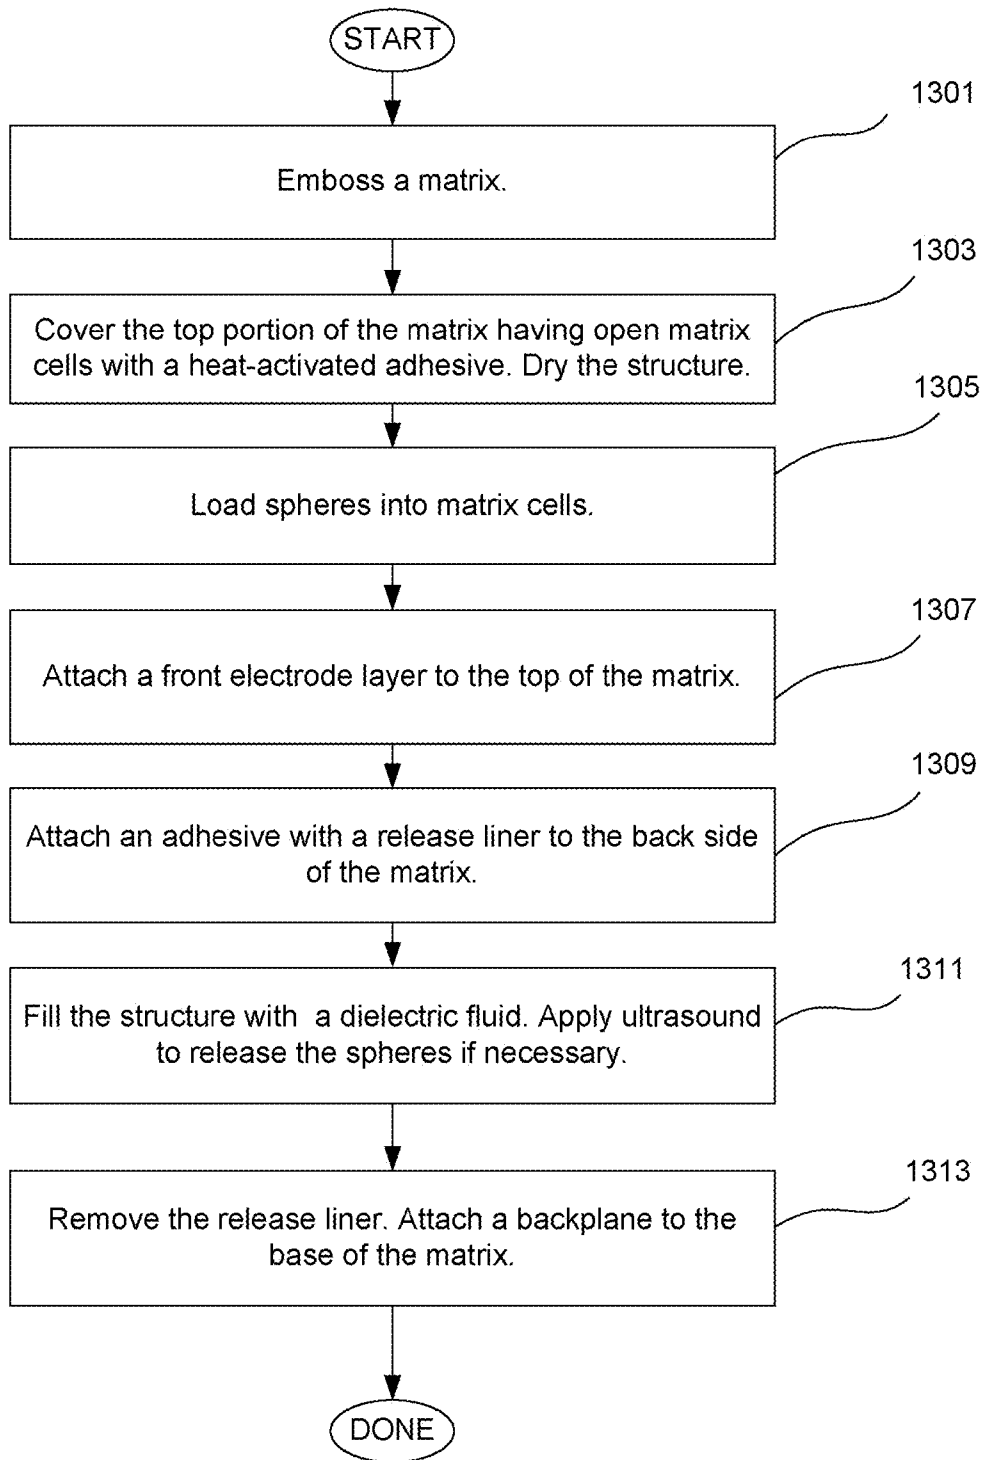 START
1301
Emboss a matrix.
1303
Cover the top portion of the matrix having open matrix
cells with a heat-activated adhesive. Dry the structure.
1305
Load spheres into matrix cells.
1307
Attach a front electrode layer to the top of the matrix.
1309
Attach an adhesive with a release liner to the back side
of the matrix.
1311
Fill the structure with a dielectric fluid. Apply ultrasound
to release the spheres if necessary.
1313
Remove the release liner. Attach a backplane to the
base of the matrix.
DONE